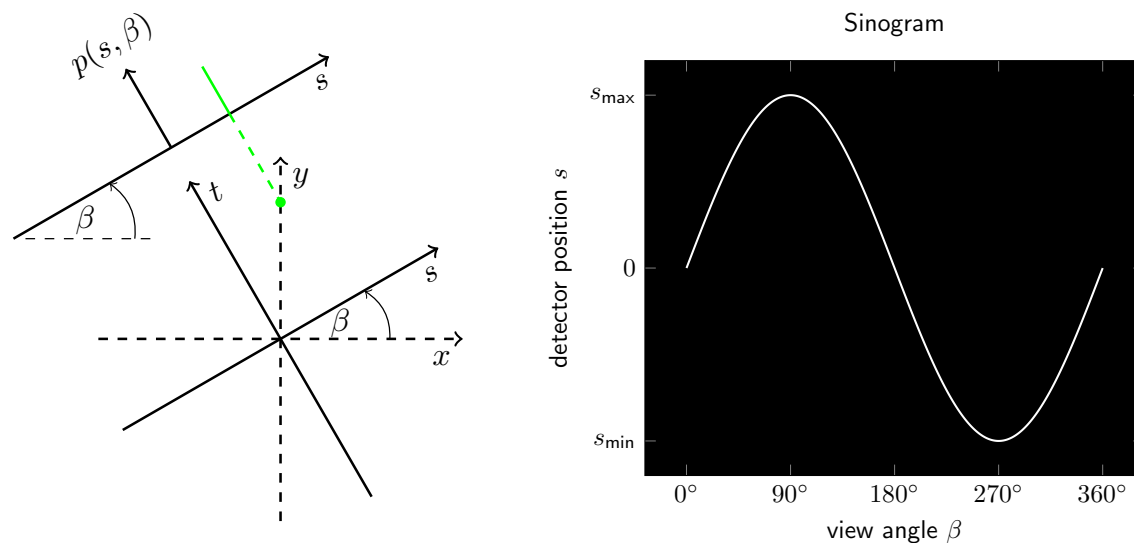 p(s, β)
s
β
y
t
s
β
x
Sinogram
detector position s
s_max
0
s_min
0° 90° 180° 270° 360°
view angle β